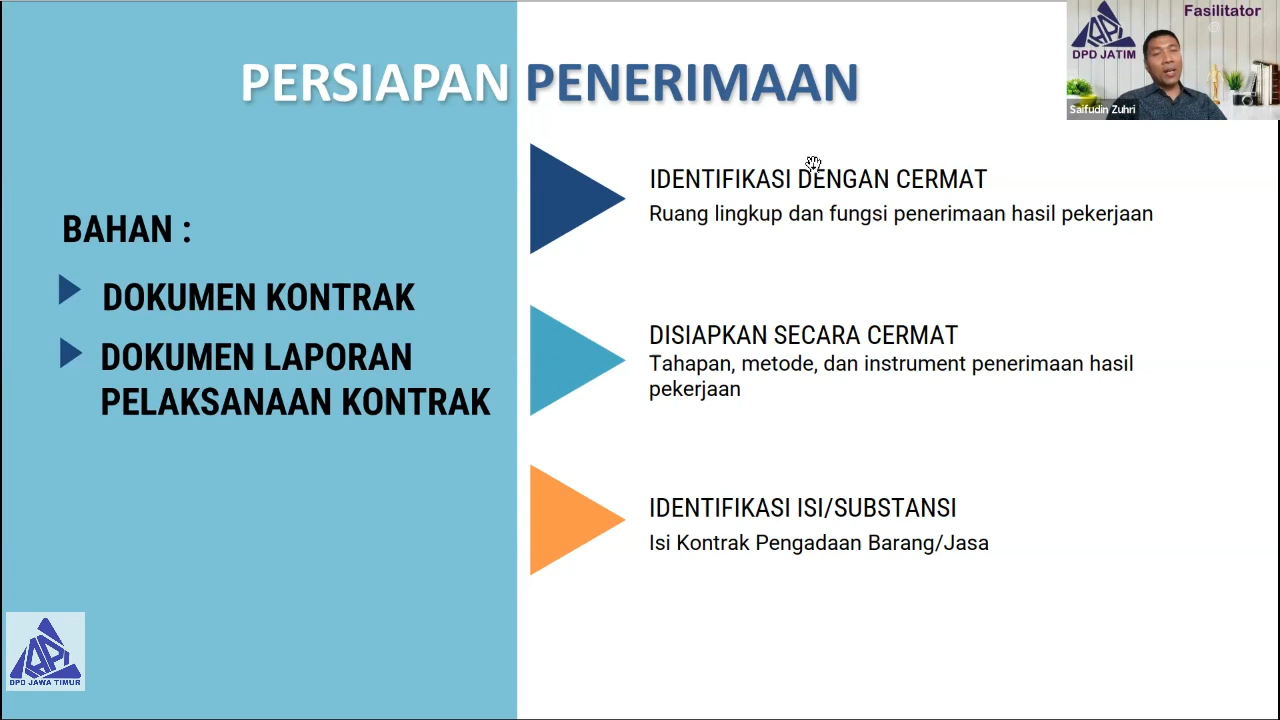 PERSIAPAN PENERIMAAN
BAHAN :
DOKUMEN KONTRAK
DOKUMEN LAPORAN
PELAKSANAAN KONTRAK
IDENTIFIKASI DENGAN CERMAT
Ruang lingkup dan fungsi penerimaan hasil pekerjaan
DISIAPKAN SECARA CERMAT
Tahapan, metode, dan instrument penerimaan hasil
pekerjaan
IDENTIFIKASI ISI/SUBSTANSI
Isi Kontrak Pengadaan Barang/Jasa
Fasilitator
IAPI
DPD JATIM
Saifudin Zuhri
IAPI
DPD JAWA TIMUR